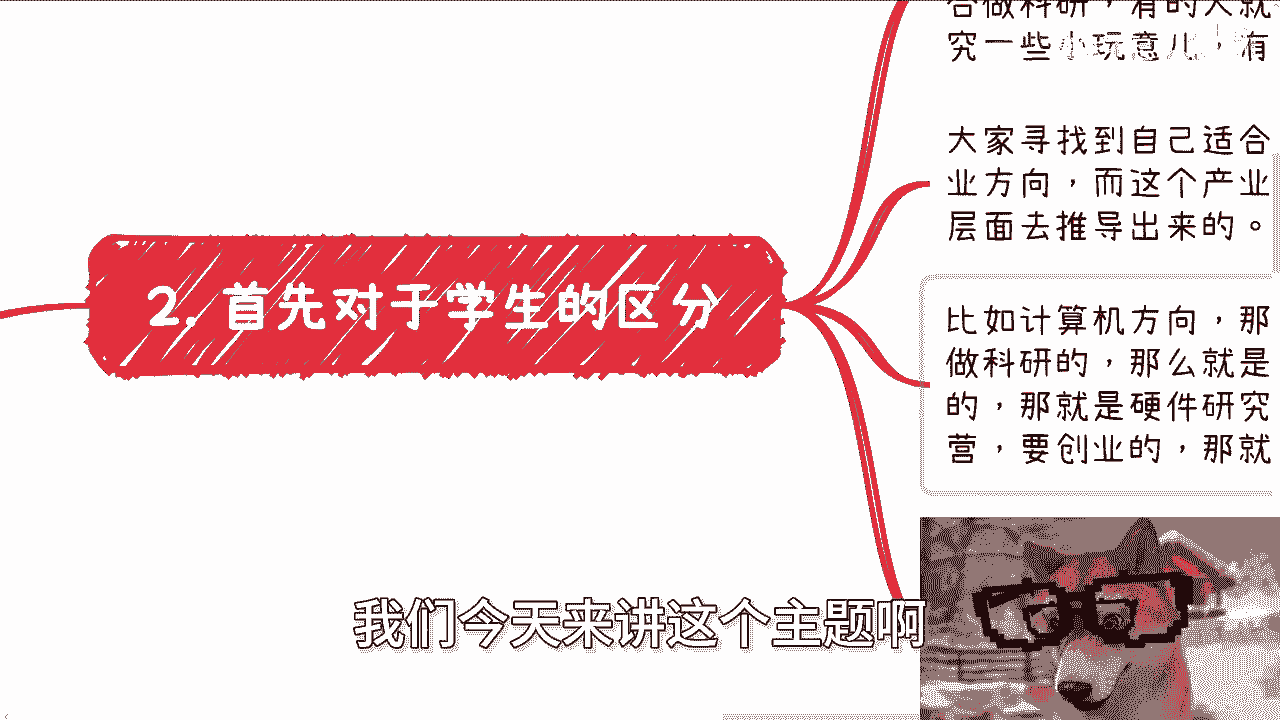 合做科研，有的人就
究一些小玩意儿，有
大家寻找到自己适合
业方向，而这个产业
层面去推导出来的。
2. 首先对于学生的区分
比如计算机方向，那
做科研的，那么就是
的，那就是硬件研究
营，要创业的，那就
我们今天来讲这个主题啊